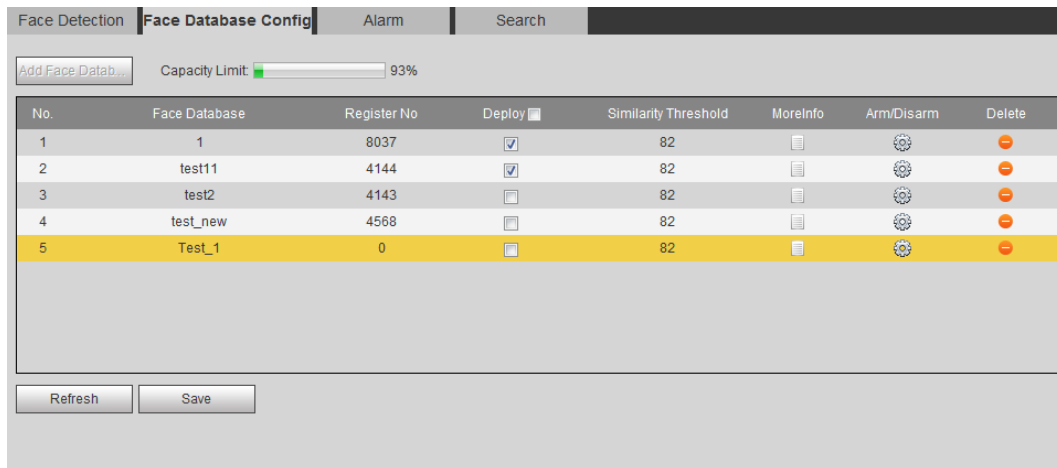 Face Detection Face Database Config Alarm Search
Add Face Datab... Capacity Limit: 93%
No. Face Database Register No Deploy Similarity Threshold MoreInfo Arm/Disarm Delete
1 1 8037 82
2 test11 4144 82
3 test2 4143 82
4 test_new 4568 82
5 Test_1 0 82
Refresh Save